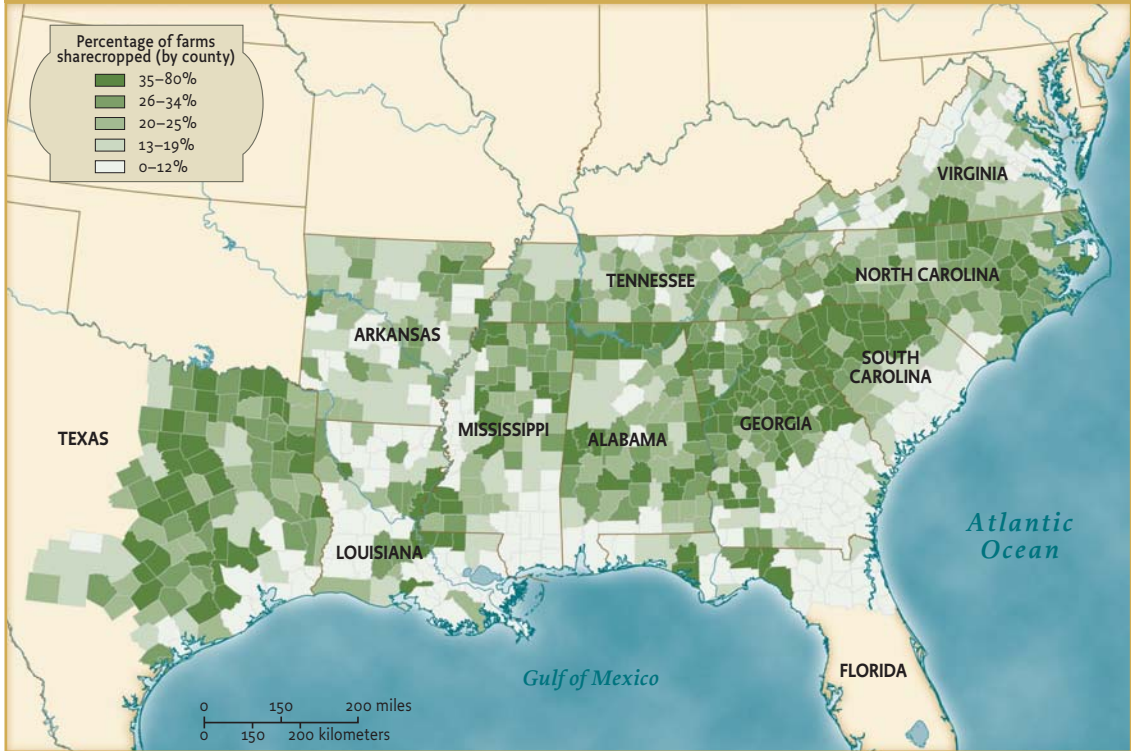 Percentage of farms
sharecropped (by county)
35–80%
26–34%
20–25%
13–19%
0–12%
VIRGINIA
TENNESSEE
NORTH CAROLINA
ARKANSAS
SOUTH
CAROLINA
TEXAS
MISSISSIPPI
ALABAMA
GEORGIA
LOUISIANA
Atlantic
Ocean
FLORIDA
Gulf of Mexico
0 150 200 miles
0 150 200 kilometers